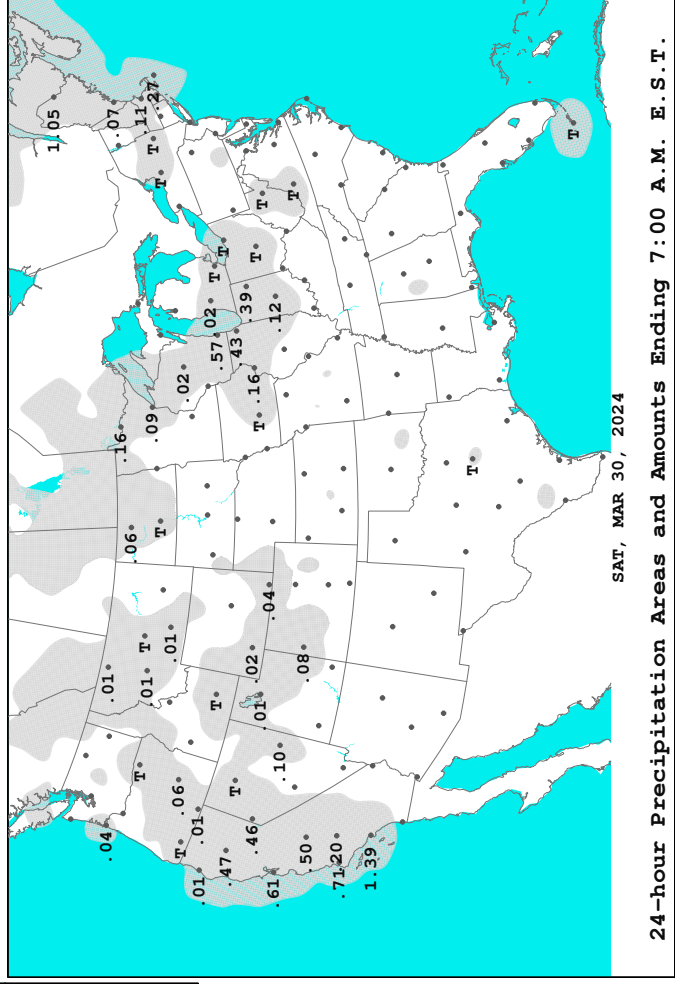 1.05
.07
.11
.27
T
T
T
T
T
T
T
.02
.39
.12
.57
.43
.02
.16
T
.09
.16
.06
T
T
.01
.01
.01
.04
.02
.08
.01
T
T
.10
T
.06
.01
T
.04
.46
.47
.01
.61
.50
.20
.71
1.39
T
T
SAT, MAR 30, 2024
24-hour Precipitation Areas and Amounts Ending 7:00 A.M. E.S.T.